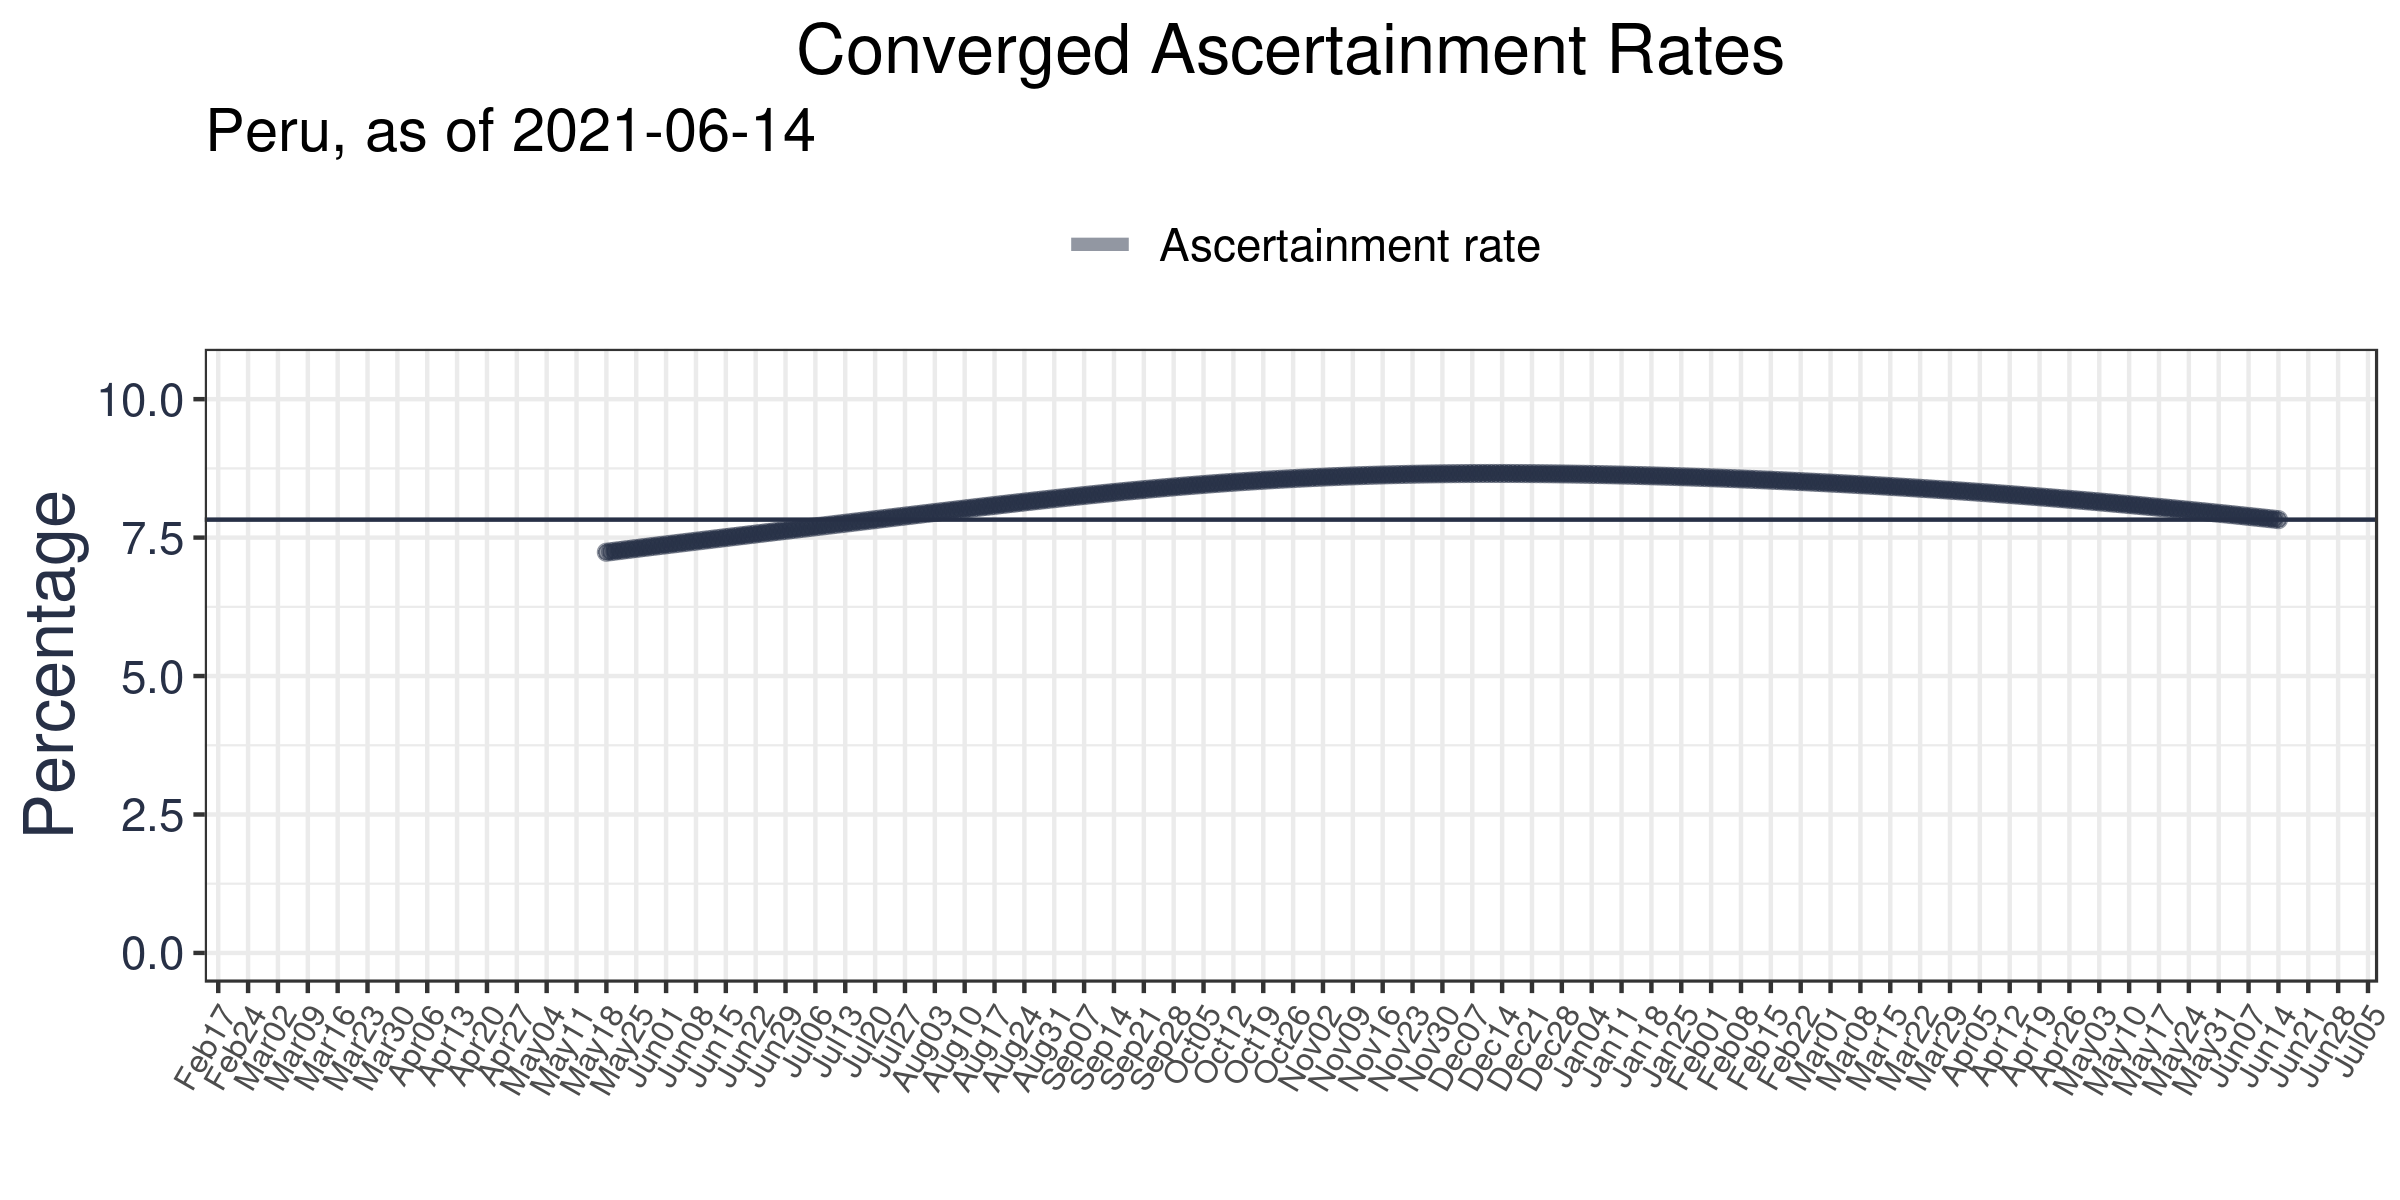 Converged Ascertainment Rates
Peru, as of 2021-06-14
Ascertainment rate
Percentage
10.0
7.5
5.0
2.5
0.0
Feb17
Feb24
Mar02
Mar09
Mar16
Mar23
Mar30
Apr06
Apr13
Apr20
Apr27
May04
May11
May18
May25
Jun01
Jun08
Jun15
Jun22
Jun29
Jul06
Jul13
Jul20
Jul27
Aug03
Aug10
Aug17
Aug24
Aug31
Sep07
Sep14
Sep21
Sep28
Oct05
Oct12
Oct19
Oct26
Nov02
Nov09
Nov16
Nov23
Nov30
Dec07
Dec14
Dec21
Dec28
Jan04
Jan11
Jan18
Jan25
Feb01
Feb08
Feb15
Feb22
Mar01
Mar08
Mar15
Mar22
Mar29
Apr05
Apr12
Apr19
Apr26
May03
May10
May17
May24
May31
Jun07
Jun14
Jun21
Jun28
Jul05